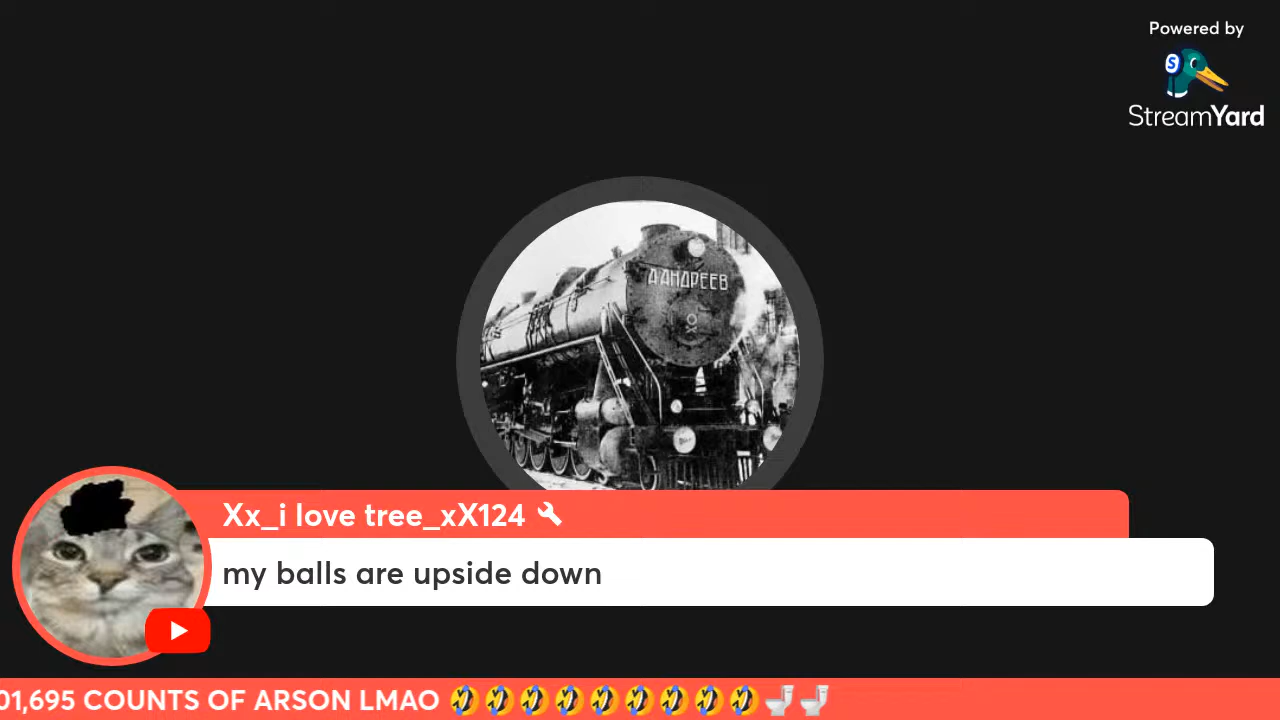 Powered by
S
StreamYard
А.АНДРЕЕВ
Xx_i love tree_xX124
my balls are upside down
01,695 COUNTS OF ARSON LMAO 🤣🤣🤣🤣🤣🤣🤣🤣🤣🚽🚽